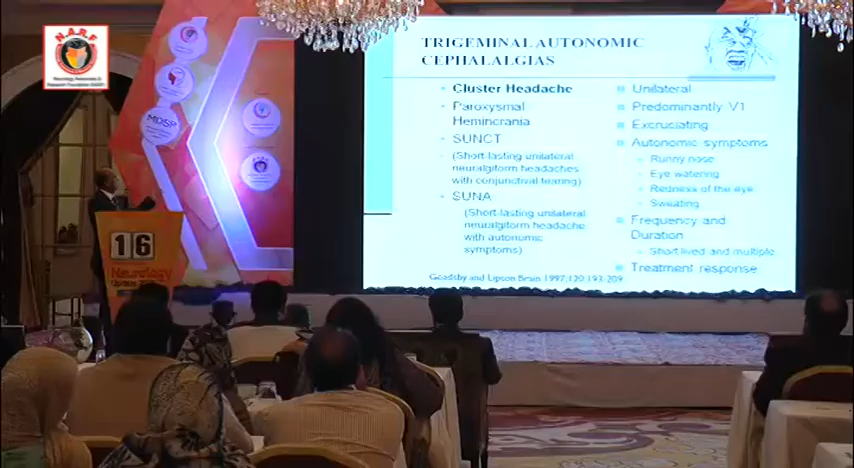 N.A.R.F
MDSP
116
Neurology
TRIGEMINAL AUTONOMIC
CEPHALALGIAS
Cluster Headache
Paroxysmal
Hemincrania
SUNCT
(Short-lasting unilateral
neuralgiform headaches
with conjunctival tearing)
SUNA
(Short-lasting unilateral
neuralgiform headache
with autonomic
symptoms)
Unilateral
Predominantly V1
Excruciating
Autonomic symptoms
Runny nose
Eye watering
Redness of the eye
Sweating
Frequency and
Duration
Short lived and multiple
Treatment response
Goadsby and Lipton Brain 1997;120:193-209